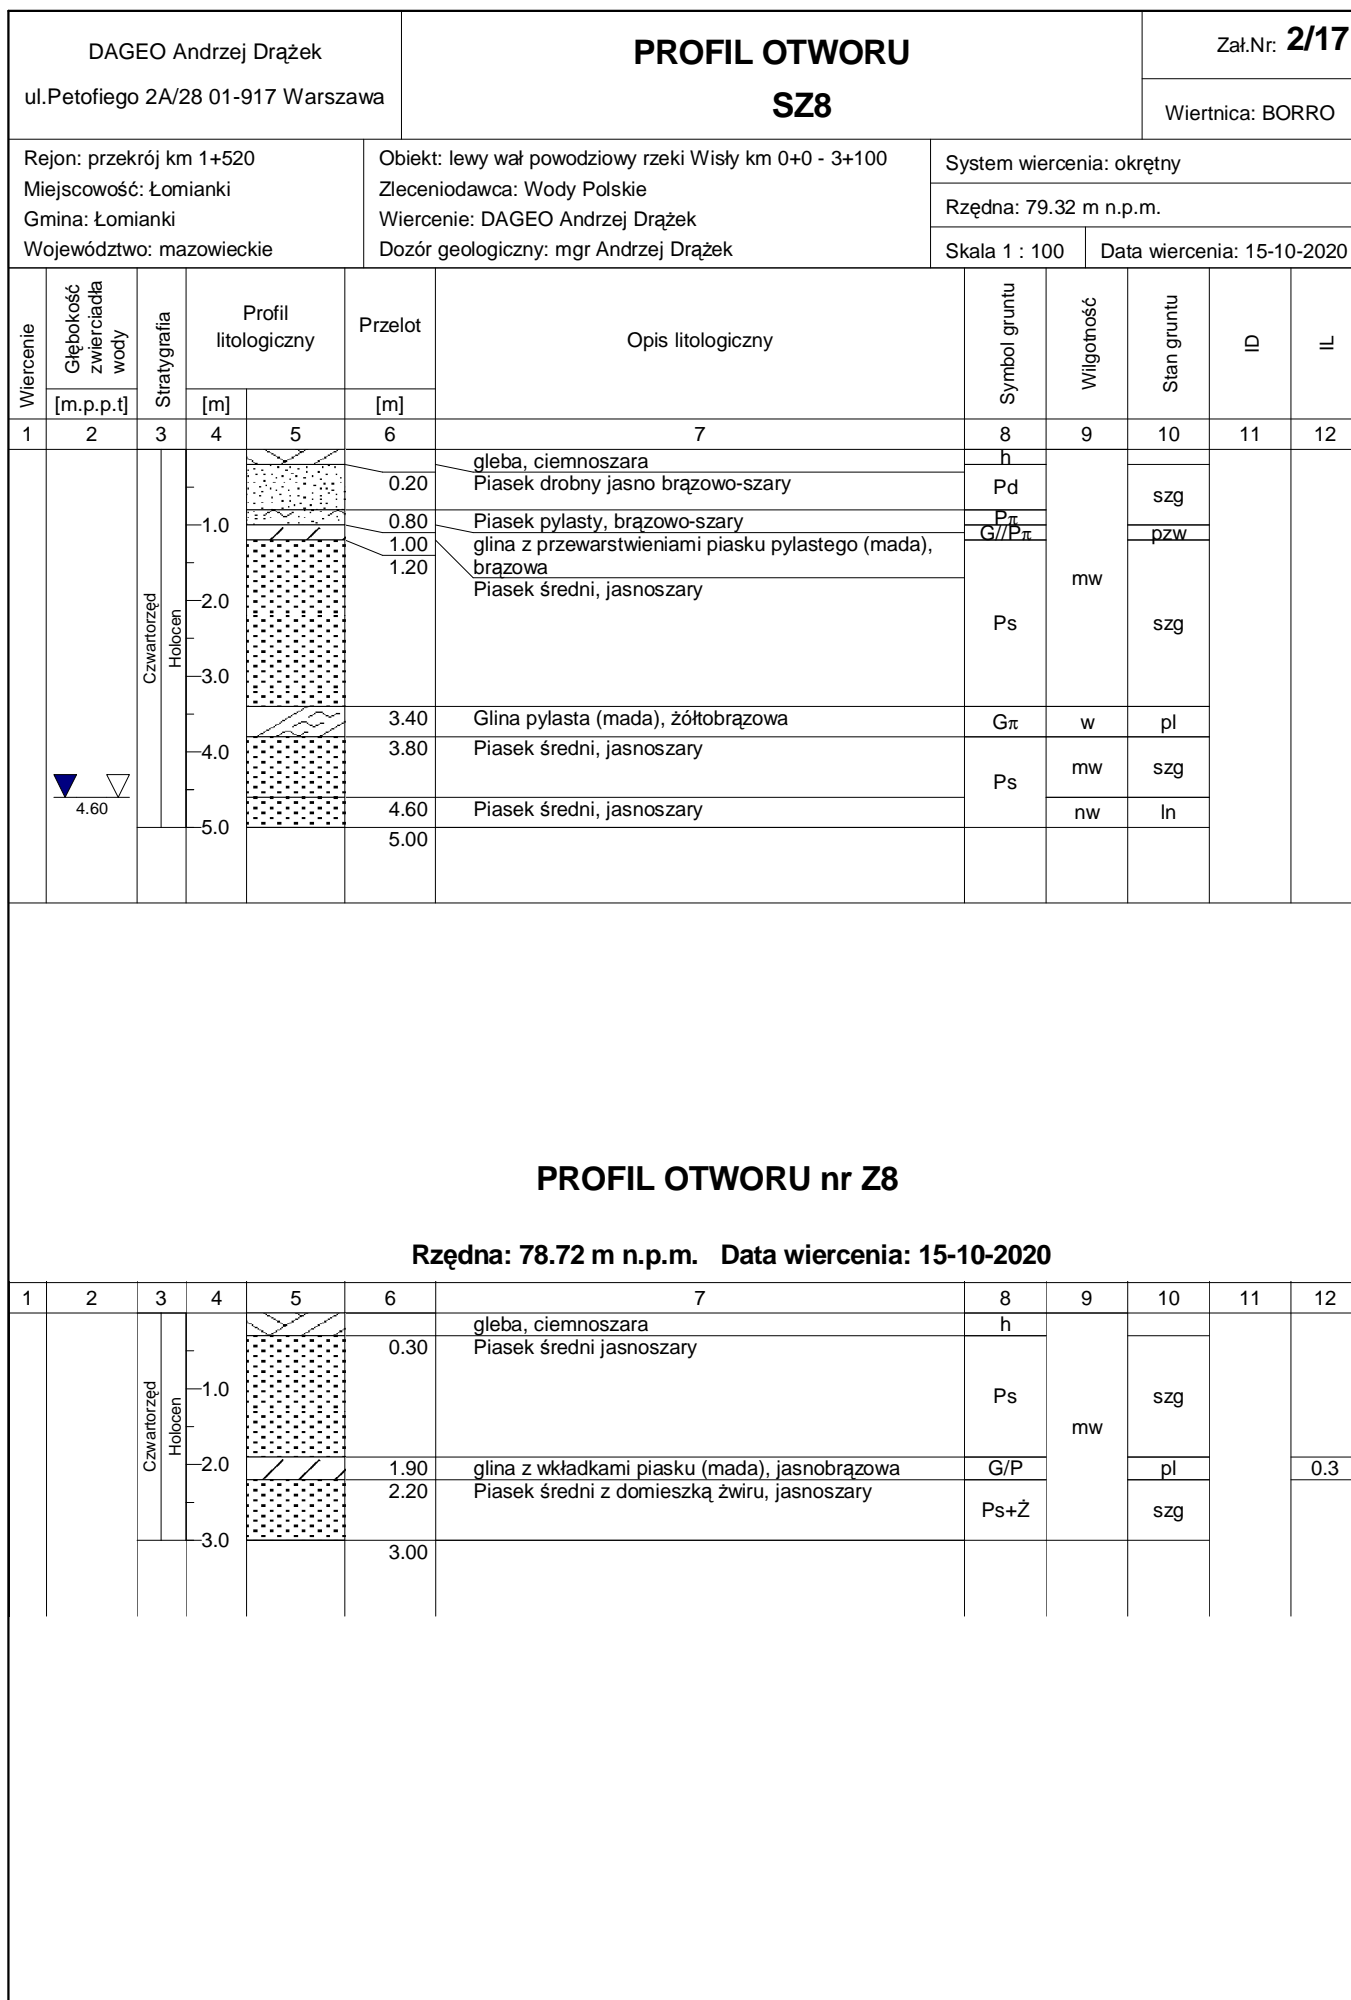 DAGEO Andrzej Drążek
ul.Petofiego 2A/28 01-917 Warszawa
PROFIL OTWORU
SZ8
Zał.Nr: 2/17
Wiertnica: BORRO
Rejon: przekrój km 1+520
Miejscowość: Łomianki
Gmina: Łomianki
Województwo: mazowieckie
Obiekt: lewy wał powodziowy rzeki Wisły km 0+0 - 3+100
Zleceniodawca: Wody Polskie
Wiercenie: DAGEO Andrzej Drążek
Dozór geologiczny: mgr Andrzej Drążek
System wiercenia: okrętny
Rzędna: 79.32 m n.p.m.
Skala 1 : 100 Data wiercenia: 15-10-2020
Wiercenie
Głębokość
zwierciadła
wody
[m.p.p.t]
Stratygrafia
Profil
litologiczny
[m]
Przelot
[m]
Opis litologiczny
Symbol gruntu
Wilgotność
Stan gruntu
ID
IL
1 2 3 4 5 6 7 8 9 10 11 12
gleba, ciemnoszara h
0.20 Piasek drobny jasno brązowo-szary Pd szg
1.0 0.80 Piasek pylasty, brązowo-szary Pπ
1.00 glina z przewarstwieniami piasku pylastego (mada), G//Pπ pzw
1.20 brązowa
Piasek średni, jasnoszary
mw
2.0
Ps szg
Czwartorzęd
Holocen
3.0
3.40 Glina pylasta (mada), żółtobrązowa Gπ w pl
4.0 3.80 Piasek średni, jasnoszary
Ps mw szg
4.60 4.60 Piasek średni, jasnoszary nw ln
5.0
5.00
PROFIL OTWORU nr Z8
Rzędna: 78.72 m n.p.m. Data wiercenia: 15-10-2020
1 2 3 4 5 6 7 8 9 10 11 12
gleba, ciemnoszara h
0.30 Piasek średni jasnoszary
1.0 Ps szg
mw
Czwartorzęd
Holocen
2.0 1.90 glina z wkładkami piasku (mada), jasnobrązowa G/P pl 0.3
2.20 Piasek średni z domieszką żwiru, jasnoszary
Ps+Ż szg
3.0
3.00